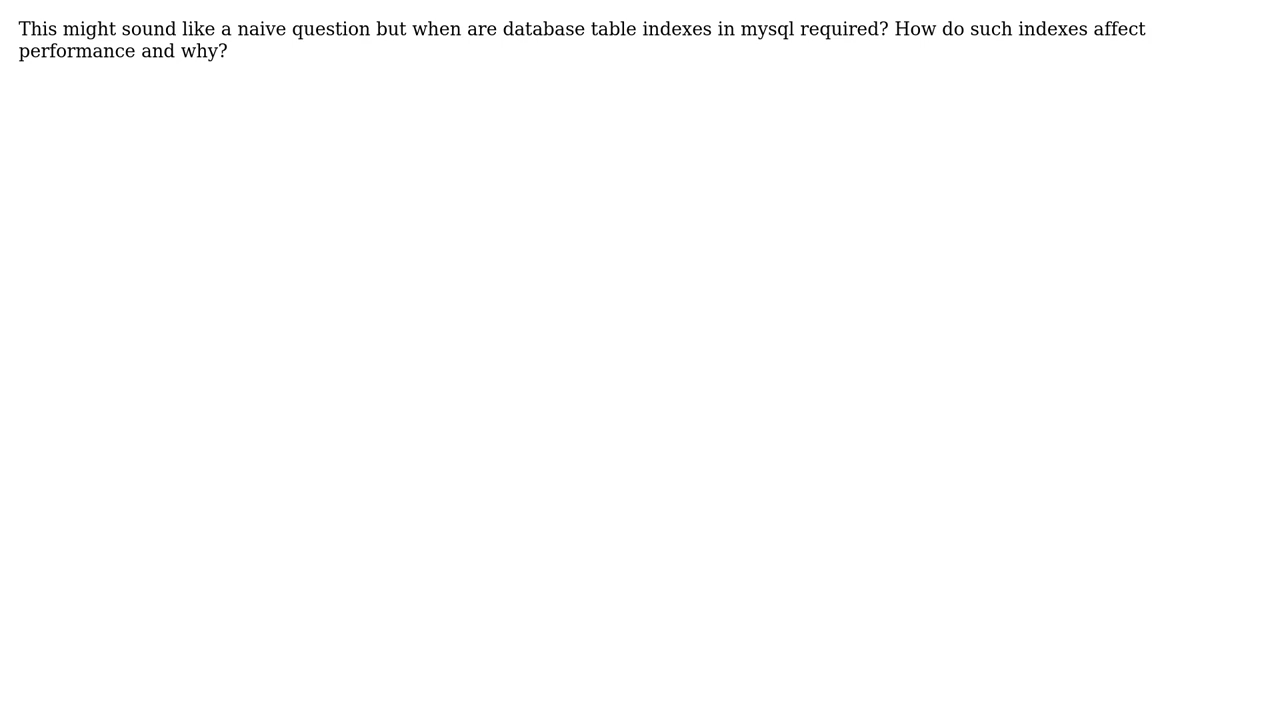 This might sound like a naive question but when are database table indexes in mysql required? How do such indexes affect
performance and why?